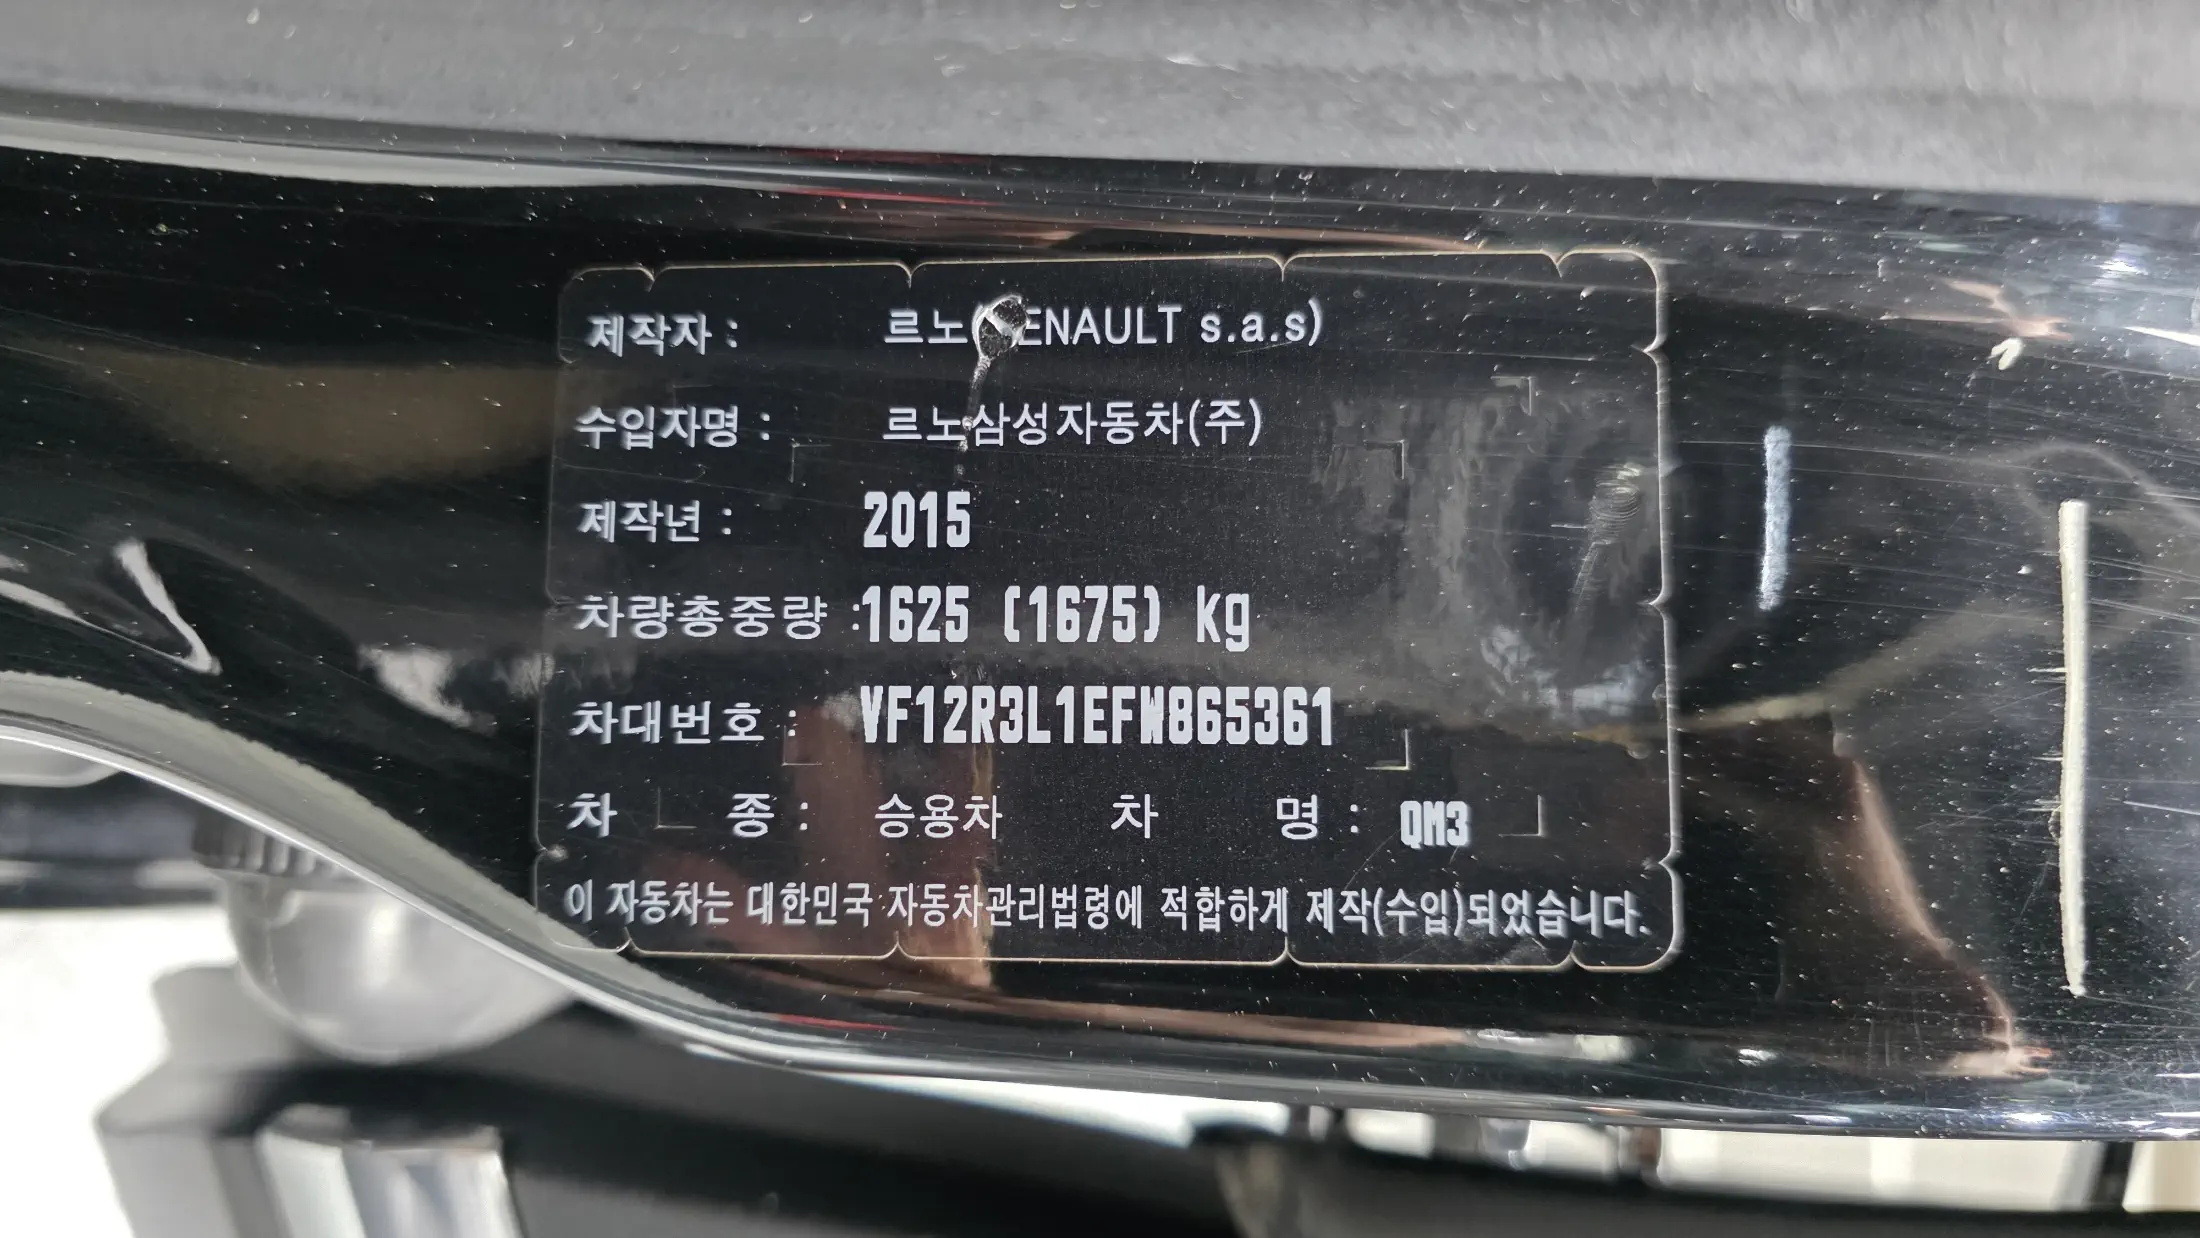 제작자 : 르노(RENAULT s.a.s)
수입자명 : 르노삼성자동차(주)
제작년 : 2015
차량총중량 : 1625 (1675) kg
차대번호 : VF12R3L1EFW865361
차 종 : 승용차 차 명 : QM3
이 자동차는 대한민국 자동차관리법령에 적합하게 제작(수입)되었습니다.